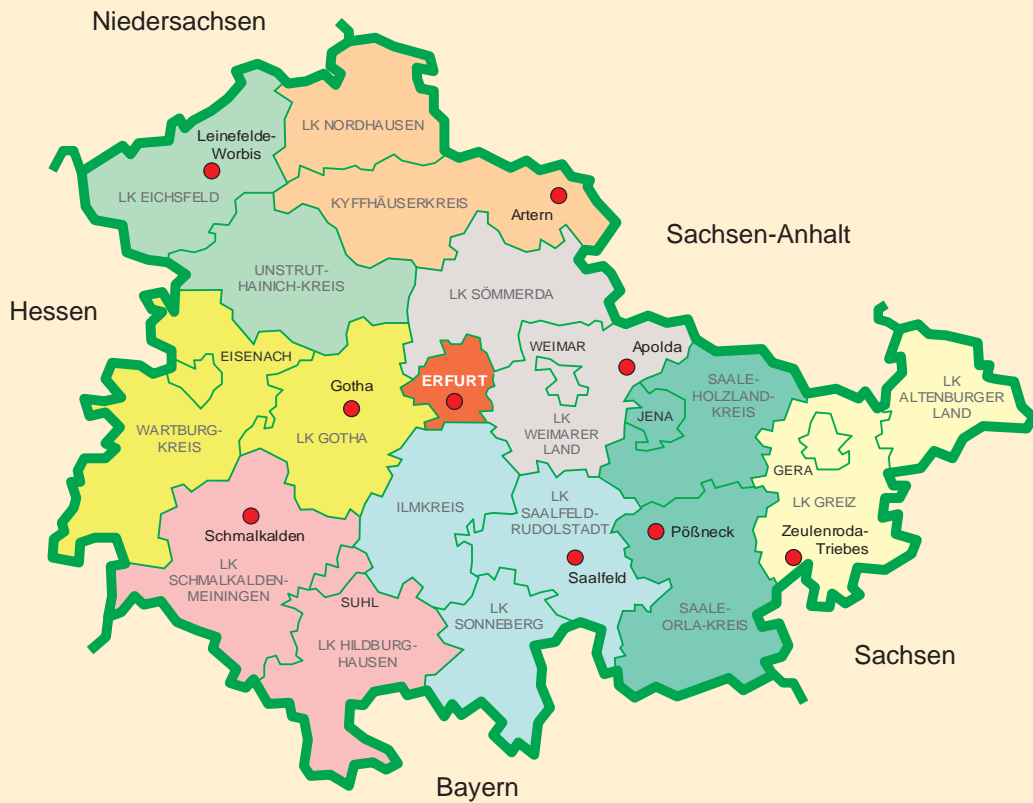 Niedersachsen
LK NORDHAUSEN
Leinefelde-
Worbis
LK EICHSFELD
KYFFHÄUSERKREIS
Artern
Sachsen-Anhalt
UNSTRUT-
HAINICH-KREIS
LK SÖMMERDA
Hessen
EISENACH
WEIMAR
Apolda
Gotha
ERFURT
SAALE-
HOLZLAND-
KREIS
LK
ALTENBURGER
LAND
WARTBURG-
KREIS
LK GOTHA
LK
WEIMARER
LAND
JENA
GERA
LK GREIZ
ILMKREIS
LK
SAALFELD-
RUDOLSTADT
Schmalkalden
Pößneck
Zeulenroda-
Triebes
LK
SCHMALKALDEN-
MEININGEN
Saalfeld
SUHL
LK
SONNEBERG
SAALE-
ORLA-KREIS
LK HILDBURG-
HAUSEN
Sachsen
Bayern